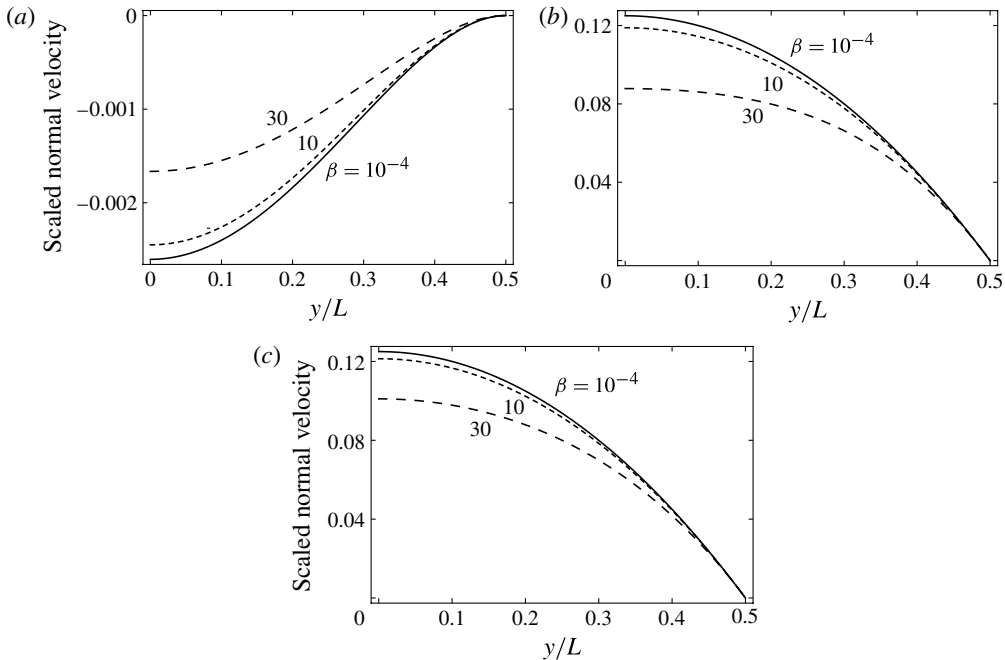 (a)
Scaled normal velocity
0
−0.001
−0.002
30
10
β = 10⁻⁴
0 0.1 0.2 0.3 0.4 0.5
y/L
(b)
0.12
0.08
0.04
β = 10⁻⁴
10
30
0 0.1 0.2 0.3 0.4 0.5
y/L
(c)
Scaled normal velocity
0.12
0.08
0.04
β = 10⁻⁴
10
30
0 0.1 0.2 0.3 0.4 0.5
y/L